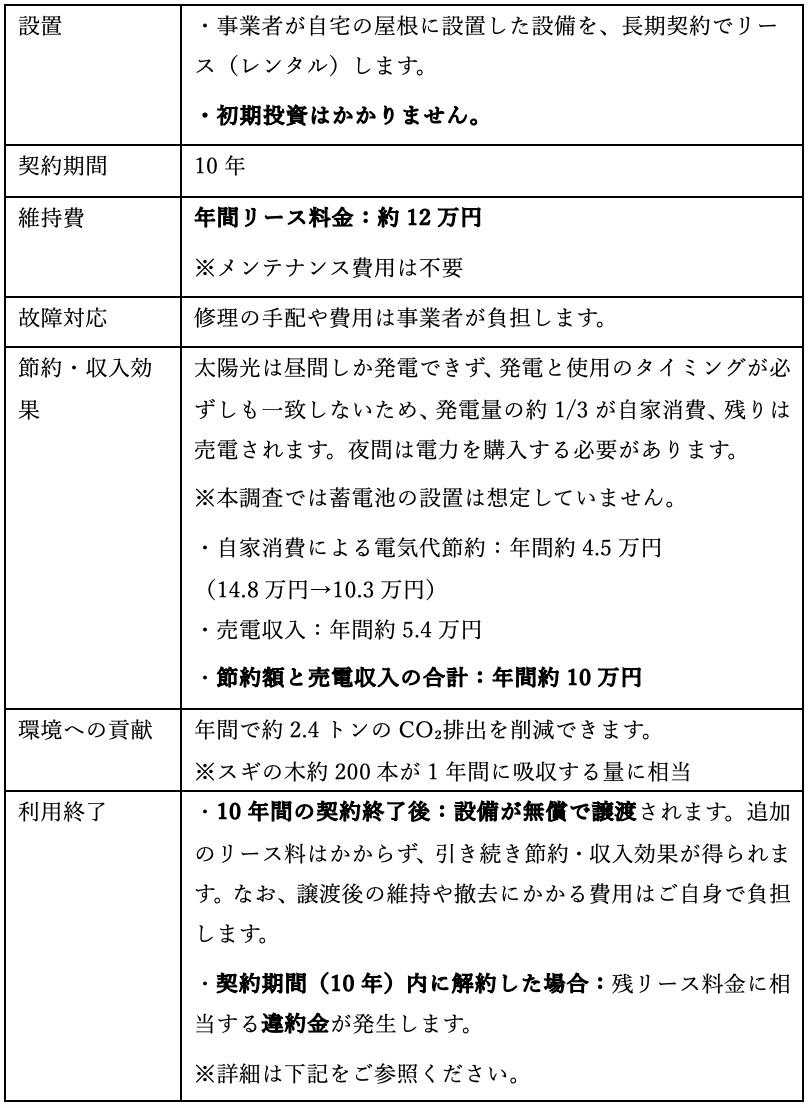 設置
・事業者が自宅の屋根に設置した設備を、長期契約でリー
ス（レンタル）します。
・初期投資はかかりません。
契約期間
10 年
維持費
年間リース料金：約 12 万円
※メンテナンス費用は不要
故障対応
修理の手配や費用は事業者が負担します。
節約・収入効
果
太陽光は昼間しか発電できず、発電と使用のタイミングが必
ずしも一致しないため、発電量の約 1/3 が自家消費、残りは
売電されます。夜間は電力を購入する必要があります。
※本調査では蓄電池の設置は想定していません。
・自家消費による電気代節約：年間約 4.5 万円
（14.8 万円→10.3 万円）
・売電収入：年間約 5.4 万円
・節約額と売電収入の合計：年間約 10 万円
環境への貢献
年間で約 2.4 トンの CO₂排出を削減できます。
※スギの木約 200 本が 1 年間に吸収する量に相当
利用終了
・10 年間の契約終了後：設備が無償で譲渡されます。追加
のリース料はかからず、引き続き節約・収入効果が得られま
す。なお、譲渡後の維持や撤去にかかる費用はご自身で負担
します。
・契約期間（10 年）内に解約した場合：残リース料金に相
当する違約金が発生します。
※詳細は下記をご参照ください。